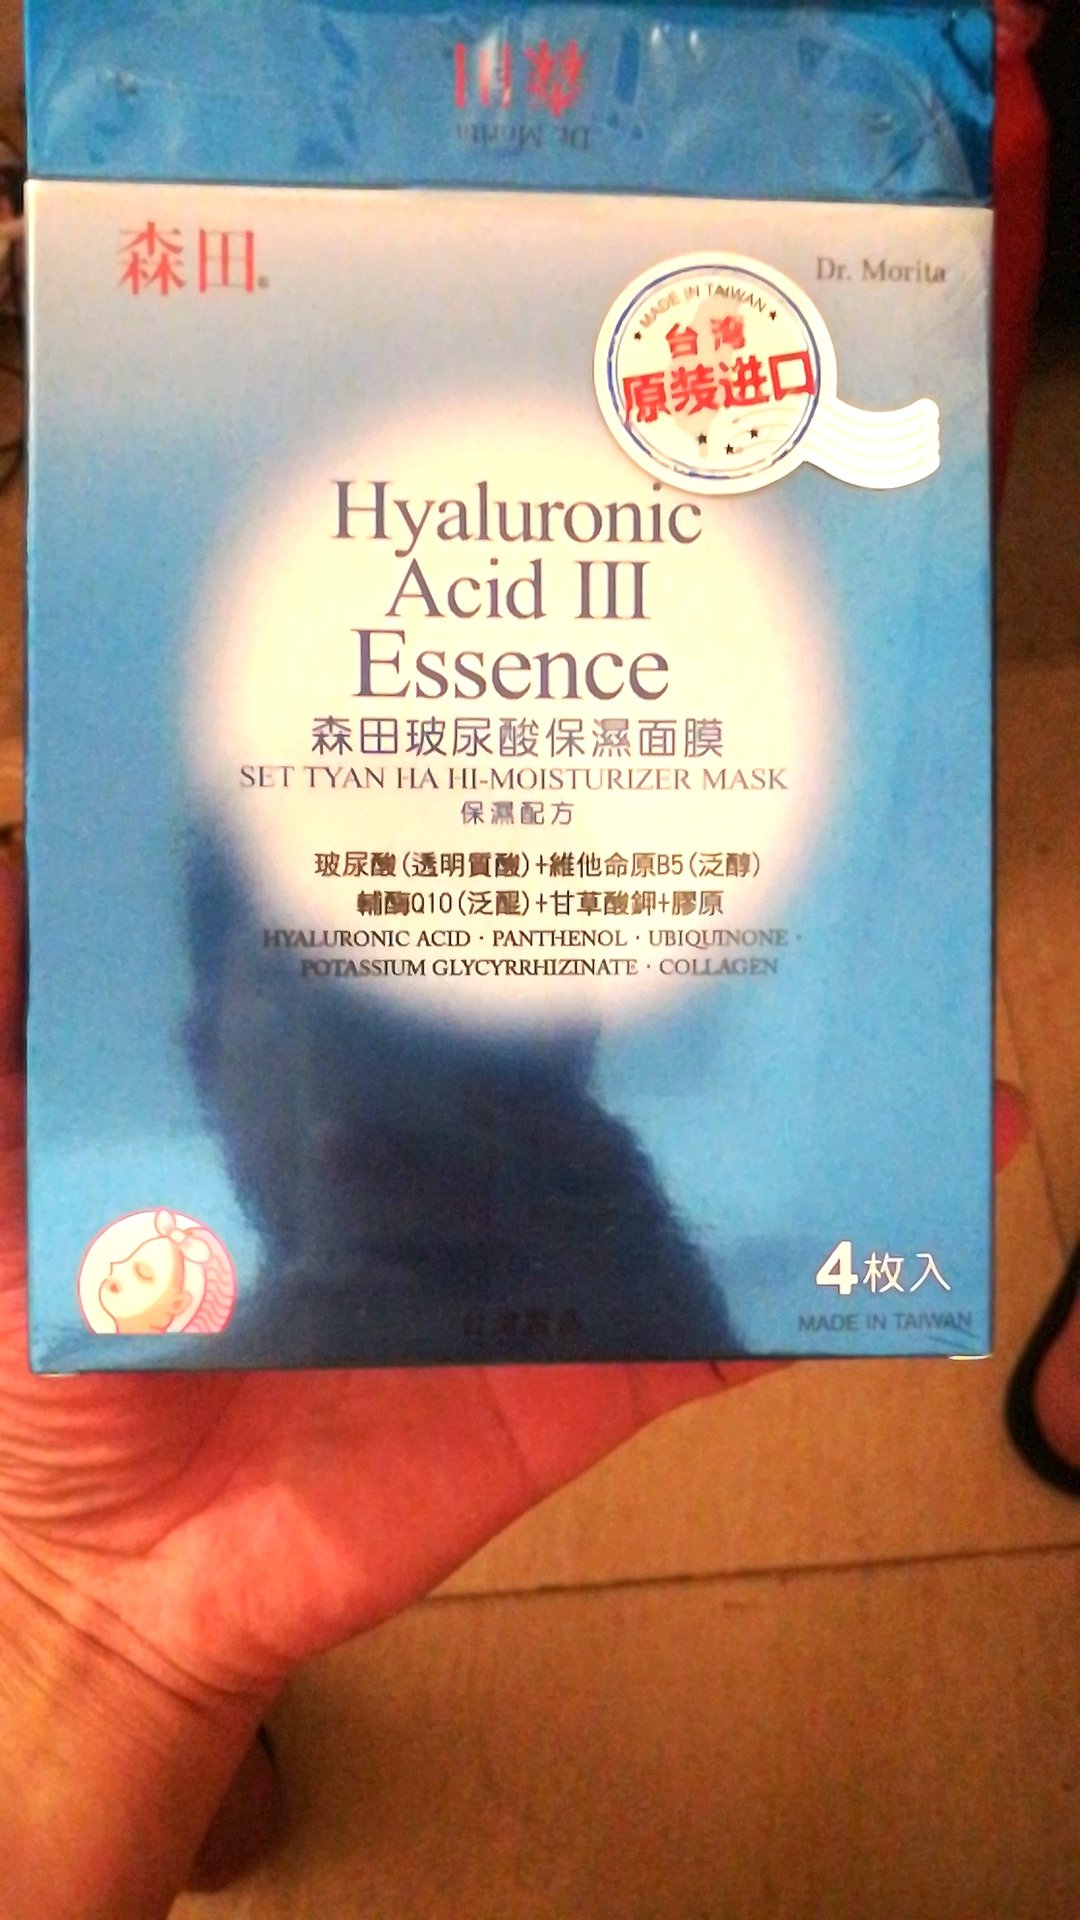 森田
Dr. Morita
森田®
Dr. Morita
MADE IN TAIWAN
台灣
原装进口
Hyaluronic
Acid III
Essence
森田玻尿酸保濕面膜
SET TYAN HA HI-MOISTURIZER MASK
保濕配方
玻尿酸(透明質酸)+維他命原B5(泛醇)
輔酶Q10(泛醌)+甘草酸鉀+膠原
HYALURONIC ACID · PANTHENOL · UBIQUINONE ·
POTASSIUM GLYCYRRHIZINATE · COLLAGEN
4枚入
MADE IN TAIWAN